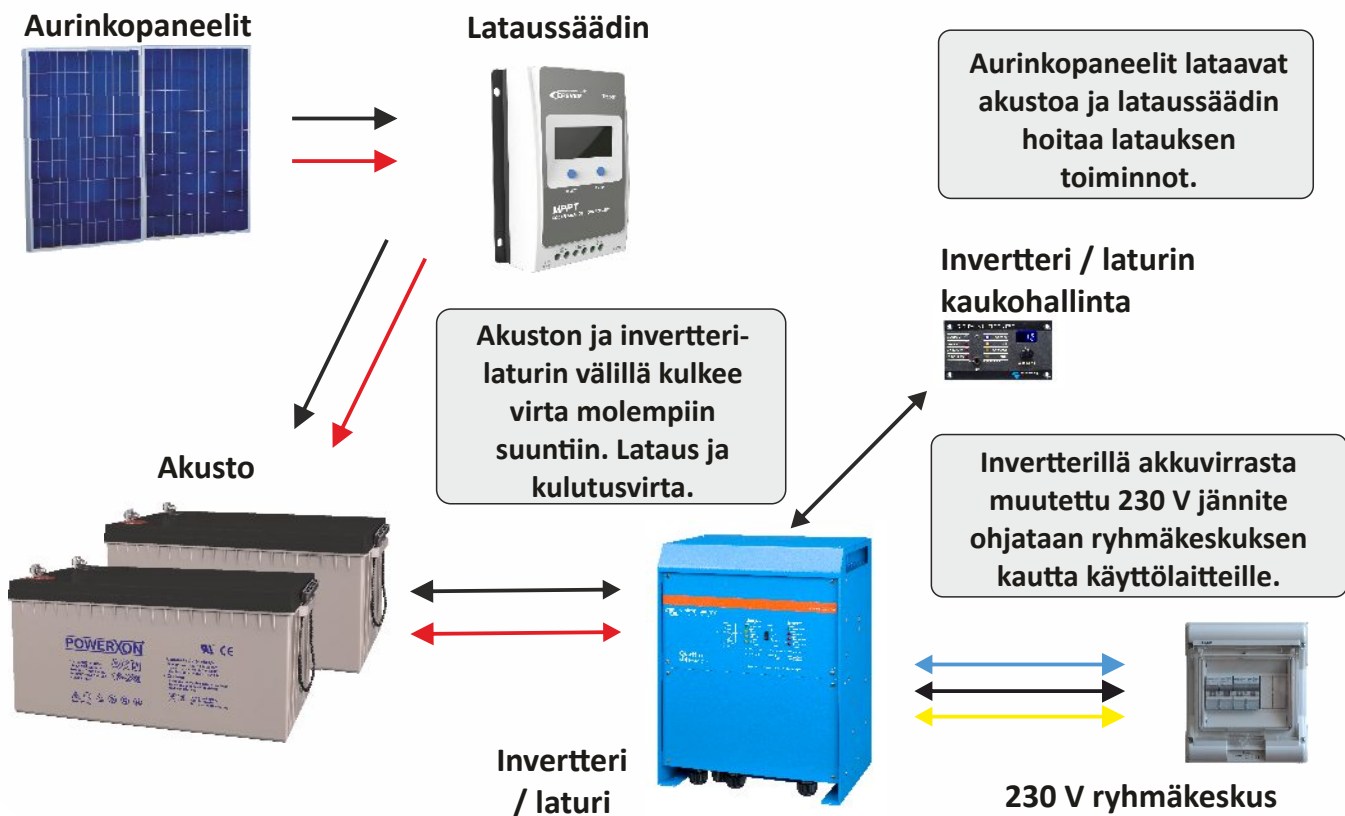 Aurinkopaneelit
Lataussäädin
Aurinkopaneelit lataavat
akustoa ja lataussäädin
hoitaa latauksen
toiminnot.
MPPT
Invertteri / laturin
kaukohallinta
Akuston ja invertteri-
laturin välillä kulkee
virta molempiin
suuntiin. Lataus ja
kulutusvirta.
Akusto
Invertterillä akkuvirrasta
muutettu 230 V jännite
ohjataan ryhmäkeskuksen
kautta käyttölaitteille.
POWERXON
Invertteri
/ laturi
230 V ryhmäkeskus